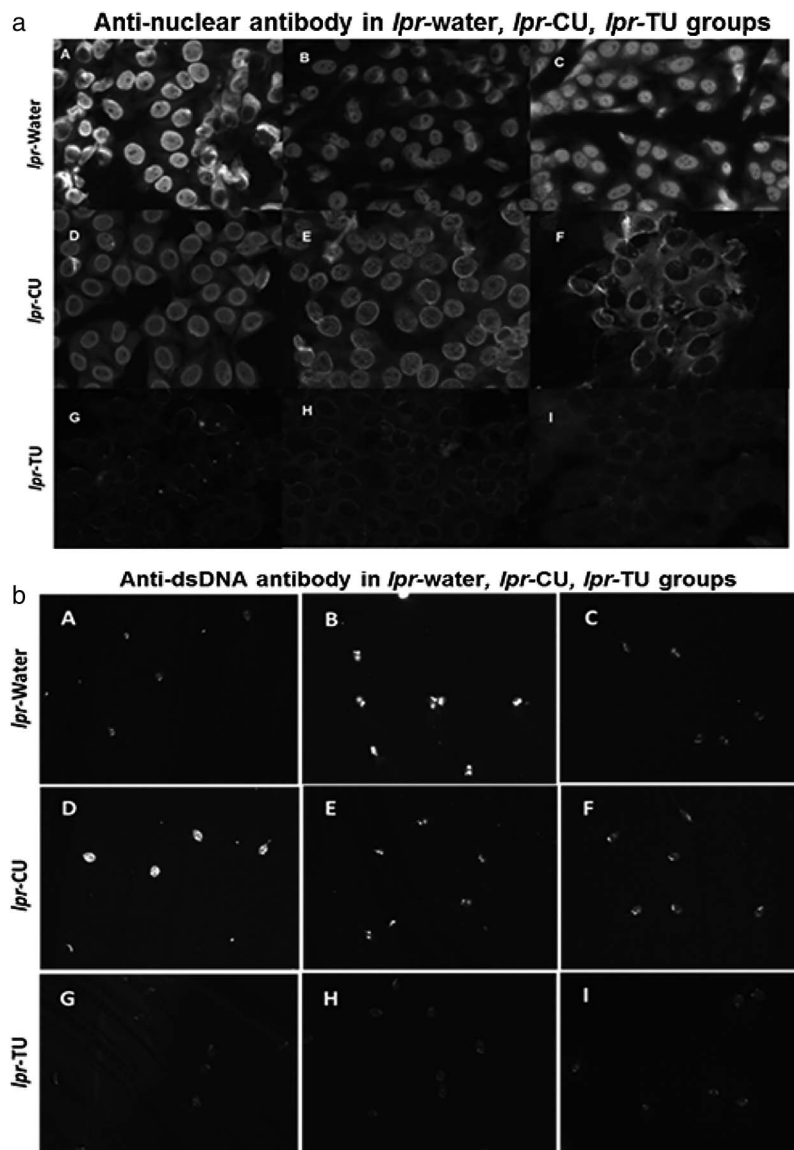 a
Anti-nuclear antibody in lpr-water, lpr-CU, lpr-TU groups
lpr-Water
A
B
C
lpr-CU
D
E
F
lpr-TU
G
H
I
b
Anti-dsDNA antibody in lpr-water, lpr-CU, lpr-TU groups
lpr-Water
A
B
C
lpr-CU
D
E
F
lpr-TU
G
H
I